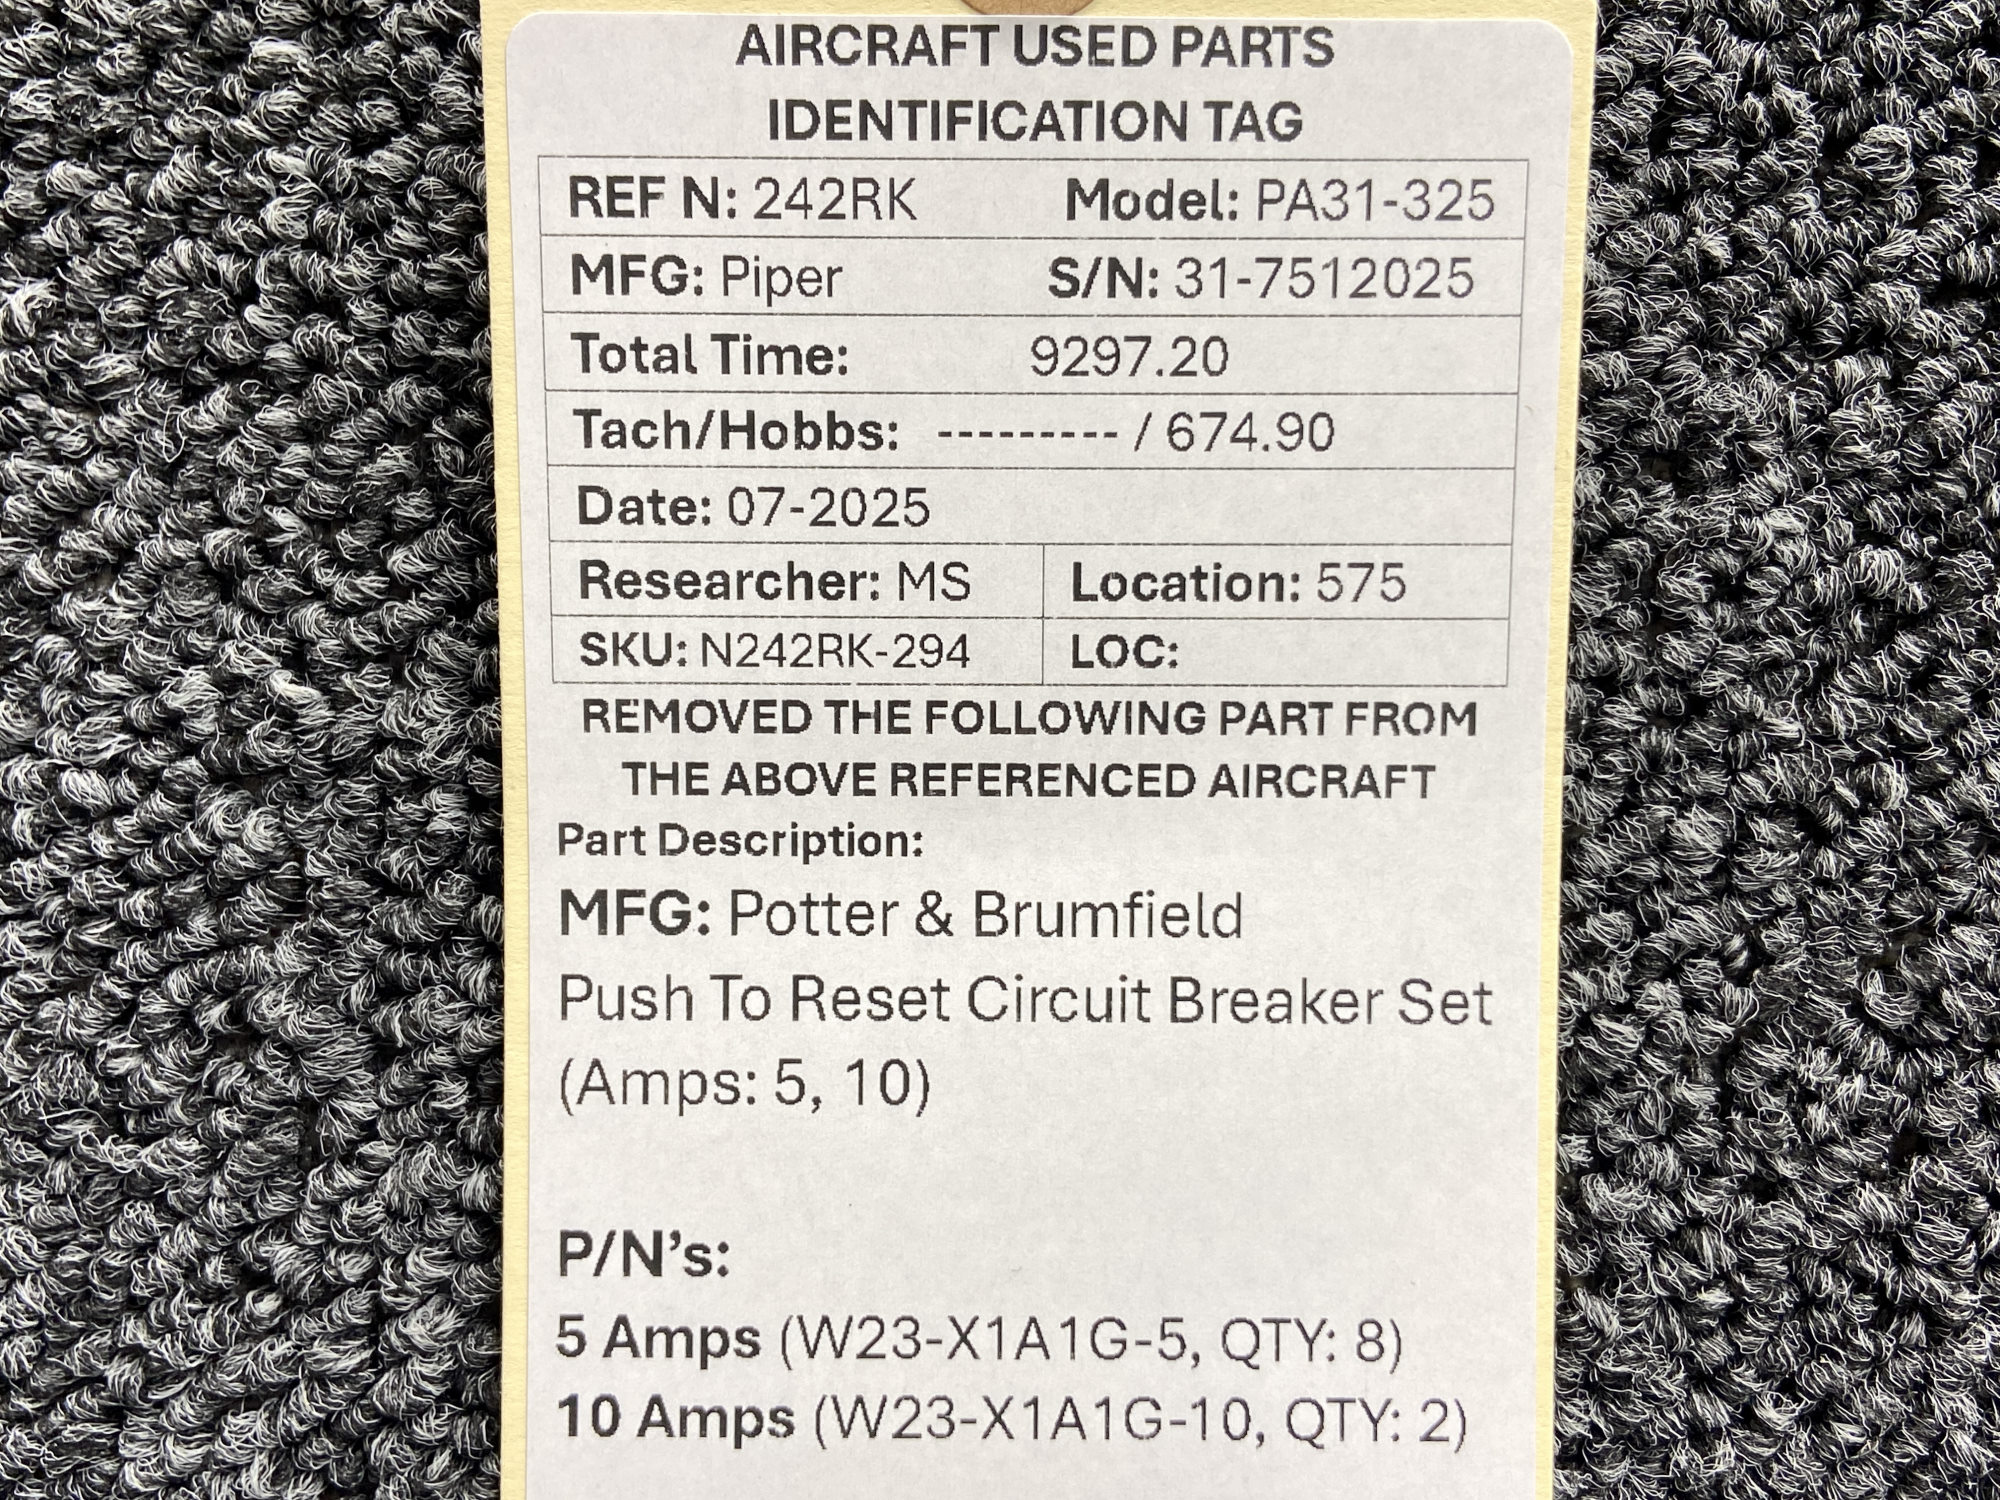 AIRCRAFT USED PARTS
IDENTIFICATION TAG
REF N: 242RK Model: PA31-325
MFG: Piper S/N: 31-7512025
Total Time: 9297.20
Tach/Hobbs: --------- / 674.90
Date: 07-2025
Researcher: MS Location: 575
SKU: N242RK-294 LOC:
REMOVED THE FOLLOWING PART FROM
THE ABOVE REFERENCED AIRCRAFT
Part Description:
MFG: Potter & Brumfield
Push To Reset Circuit Breaker Set
(Amps: 5, 10)
P/N’s:
5 Amps (W23-X1A1G-5, QTY: 8)
10 Amps (W23-X1A1G-10, QTY: 2)